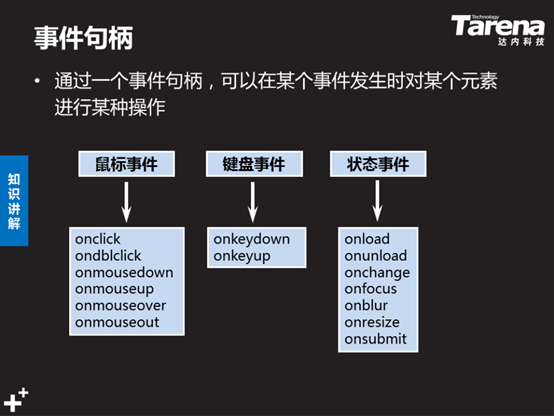 事件句柄
Technology
Tarena
达内科技
• 通过一个事件句柄，可以在某个事件发生时对某个元素
进行某种操作
知识讲解
鼠标事件
键盘事件
状态事件
onclick
ondblclick
onmousedown
onmouseup
onmouseover
onmouseout
onkeydown
onkeyup
onload
onunload
onchange
onfocus
onblur
onresize
onsubmit